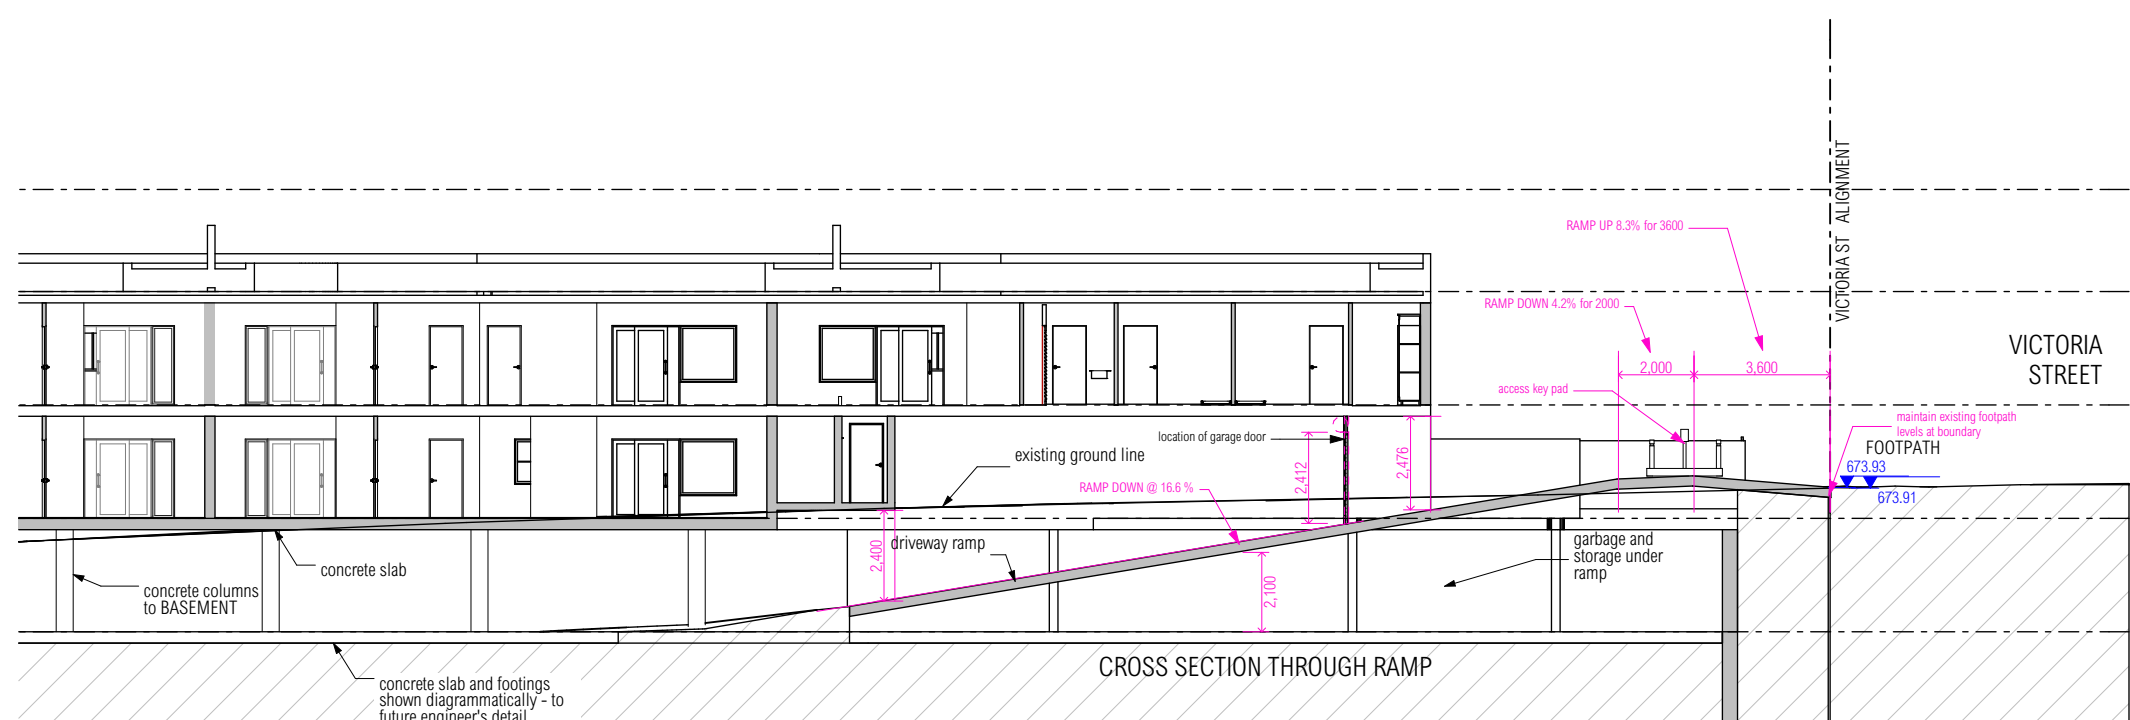 VICTORIA ST ALIGNMENT
RAMP UP 8.3% for 3600
RAMP DOWN 4.2% for 2000
VICTORIA
STREET
2,000
3,600
access key pad
maintain existing footpath
levels at boundary
FOOTPATH
673.93
673.91
location of garage door
2,412
2,476
existing ground line
RAMP DOWN @ 16.6 %
driveway ramp
2,400
2,100
garbage and
storage under
ramp
concrete slab
concrete columns
to BASEMENT
CROSS SECTION THROUGH RAMP
concrete slab and footings
shown diagrammatically - to
future engineer's detail